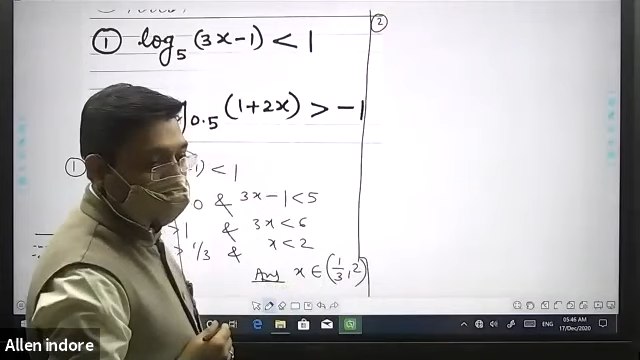 ②
① log₅ (3x-1) < 1
0.5 (1+2x) > -1
① -1) < 1
0 & 3x-1<5
>1 & 3x<6
> 1/3 & x<2
Ans x ∈ (1/3, 2)
ENG
05:46 AM
17/Dec/2020
Allen indore